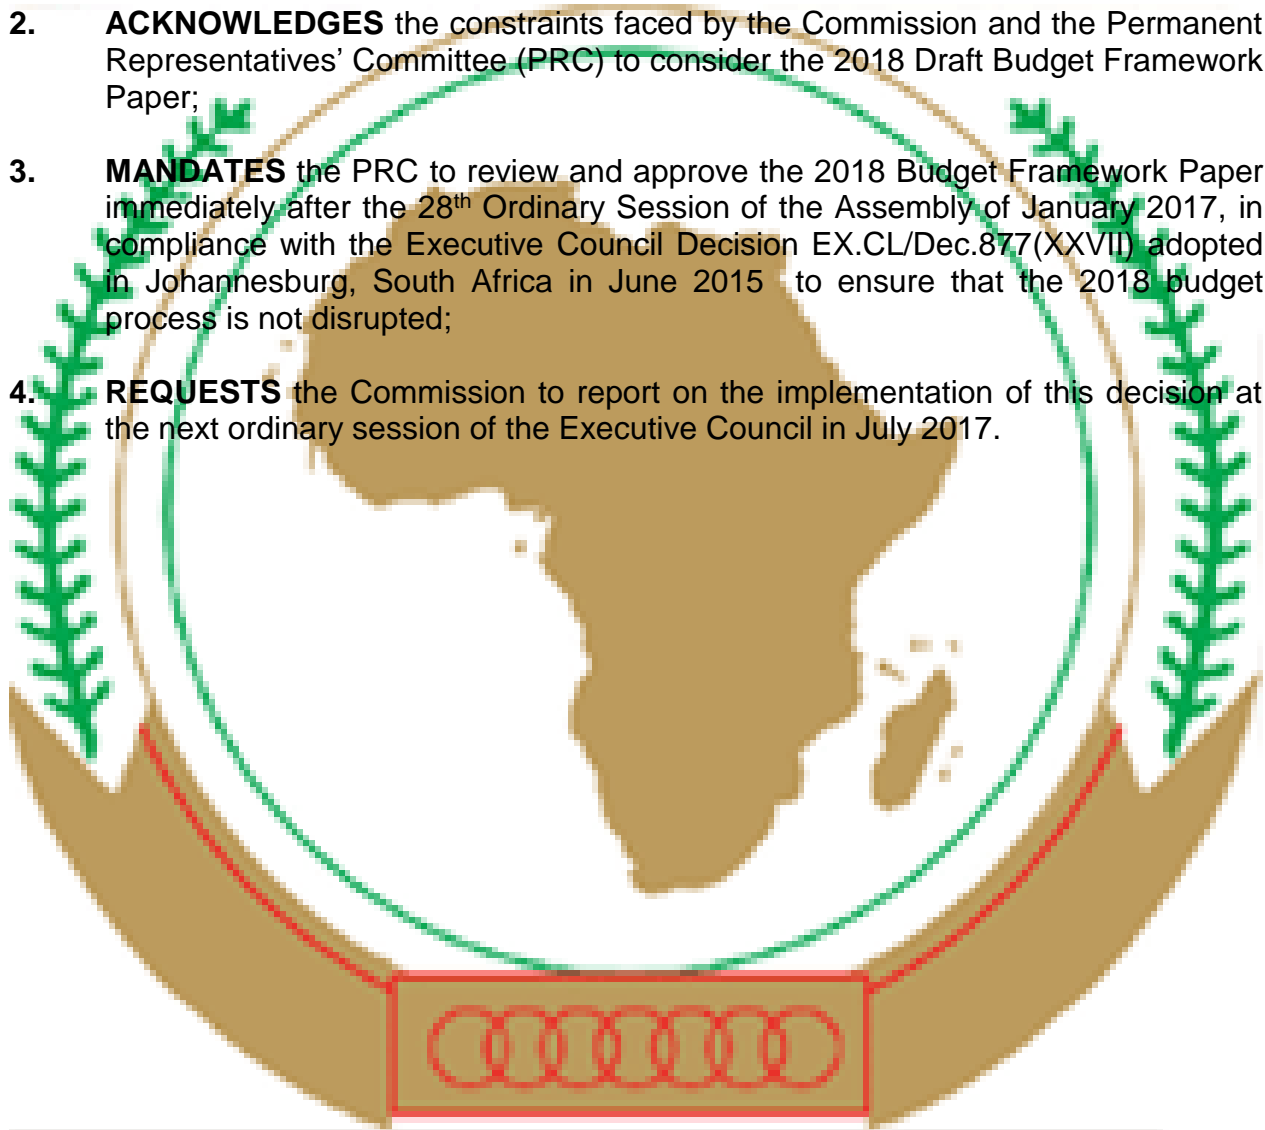 2. ACKNOWLEDGES the constraints faced by the Commission and the Permanent
Representatives’ Committee (PRC) to consider the 2018 Draft Budget Framework
Paper;
3. MANDATES the PRC to review and approve the 2018 Budget Framework Paper
immediately after the 28th Ordinary Session of the Assembly of January 2017, in
compliance with the Executive Council Decision EX.CL/Dec.877(XXVII) adopted
in Johannesburg, South Africa in June 2015 to ensure that the 2018 budget
process is not disrupted;
4. REQUESTS the Commission to report on the implementation of this decision at
the next ordinary session of the Executive Council in July 2017.